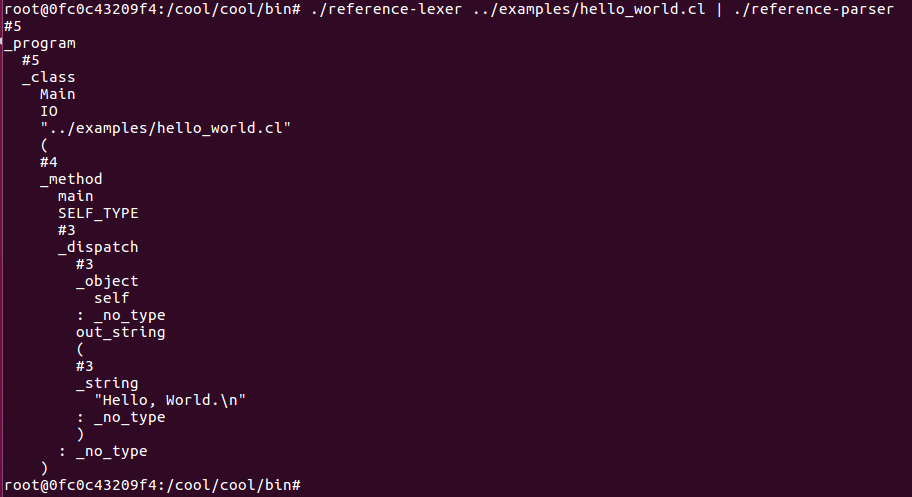 root@0fc0c43209f4:/cool/cool/bin# ./reference-lexer ../examples/hello_world.cl | ./reference-parser
#5
_program
  #5
  _class
    Main
    IO
    "../examples/hello_world.cl"
    (
    #4
    _method
      main
      SELF_TYPE
      #3
      _dispatch
        #3
        _object
          self
        : _no_type
        out_string
        (
        #3
        _string
          "Hello, World.\n"
        : _no_type
        )
      : _no_type
    )
root@0fc0c43209f4:/cool/cool/bin#